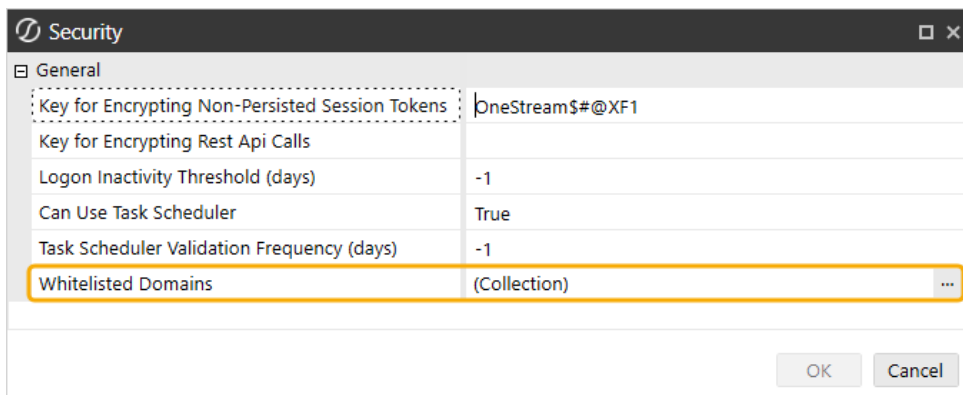 Security
General
Key for Encrypting Non-Persisted Session Tokens OneStream$#@XF1
Key for Encrypting Rest Api Calls
Logon Inactivity Threshold (days) -1
Can Use Task Scheduler True
Task Scheduler Validation Frequency (days) -1
Whitelisted Domains (Collection) ...
OK Cancel